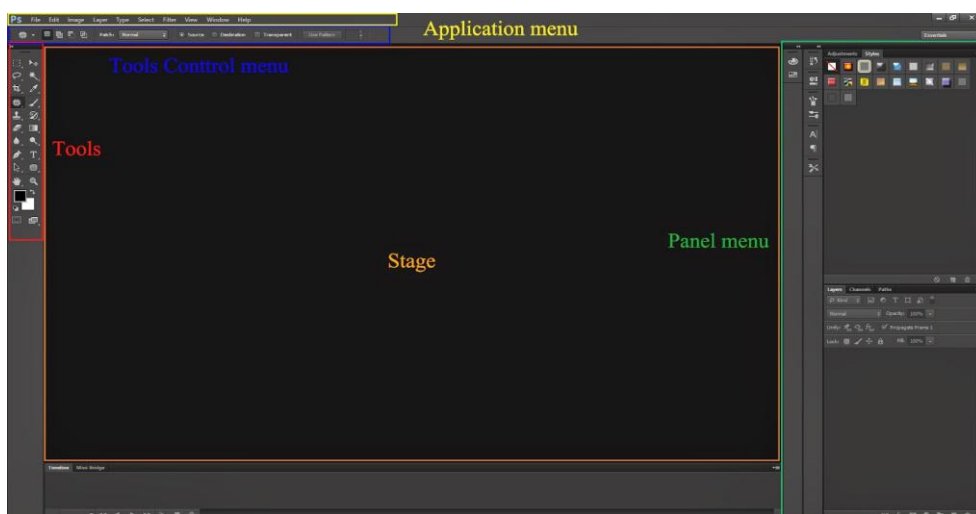 Ps File Edit Image Layer Type Select Filter View Window Help
Application menu
Patch: Normal Source Destination Transparent Use Pattern
Essentials
Tools Conttrol menu
Adjustments Styles
Tools
Panel menu
Stage
Layers Channels Paths
Kind
Normal Opacity: 100%
Unify: Propagate Frame 1
Lock: Fill: 100%
Timeline Mini Bridge